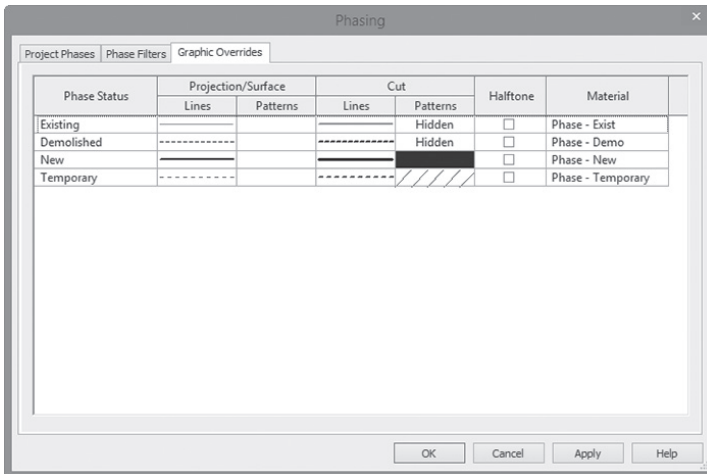 Phasing
Project Phases Phase Filters Graphic Overrides
Phase Status Projection/Surface Cut Halftone Material
Lines Patterns Lines Patterns
Existing Hidden Phase - Exist
Demolished Hidden Phase - Demo
New Phase - New
Temporary Phase - Temporary
OK Cancel Apply Help